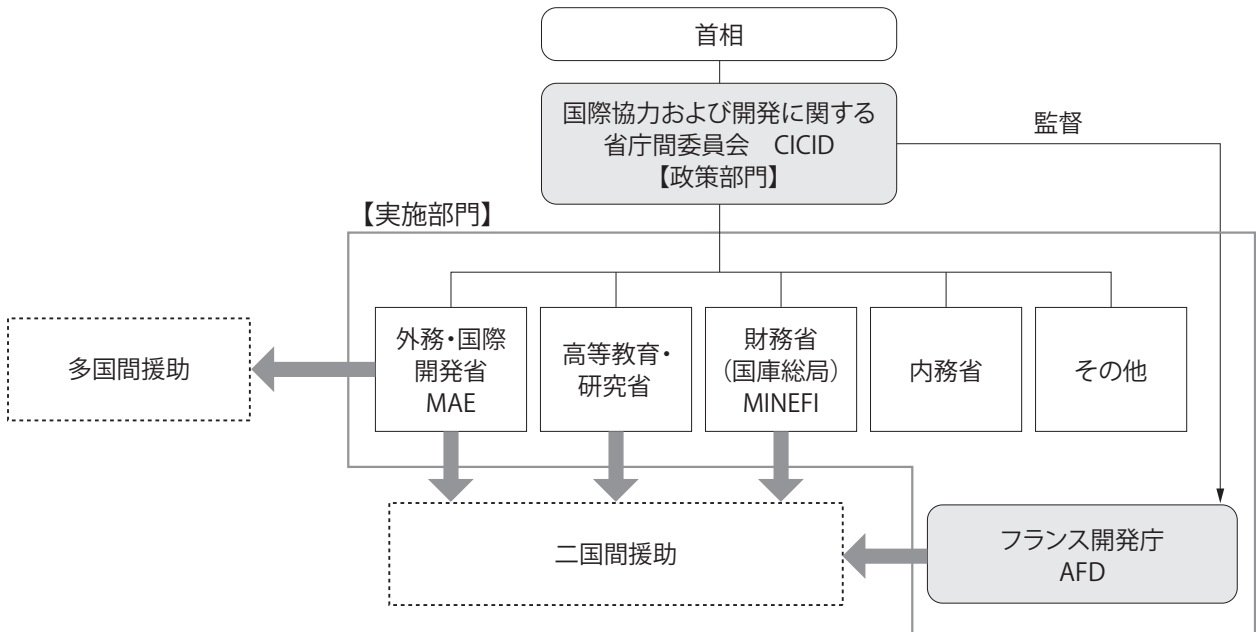 首相
国際協力および開発に関する
省庁間委員会 CICID
【政策部門】
監督
【実施部門】
多国間援助
外務・国際
開発省
MAE
高等教育・
研究省
財務省
（国庫総局）
MINEFI
内務省
その他
二国間援助
フランス開発庁
AFD